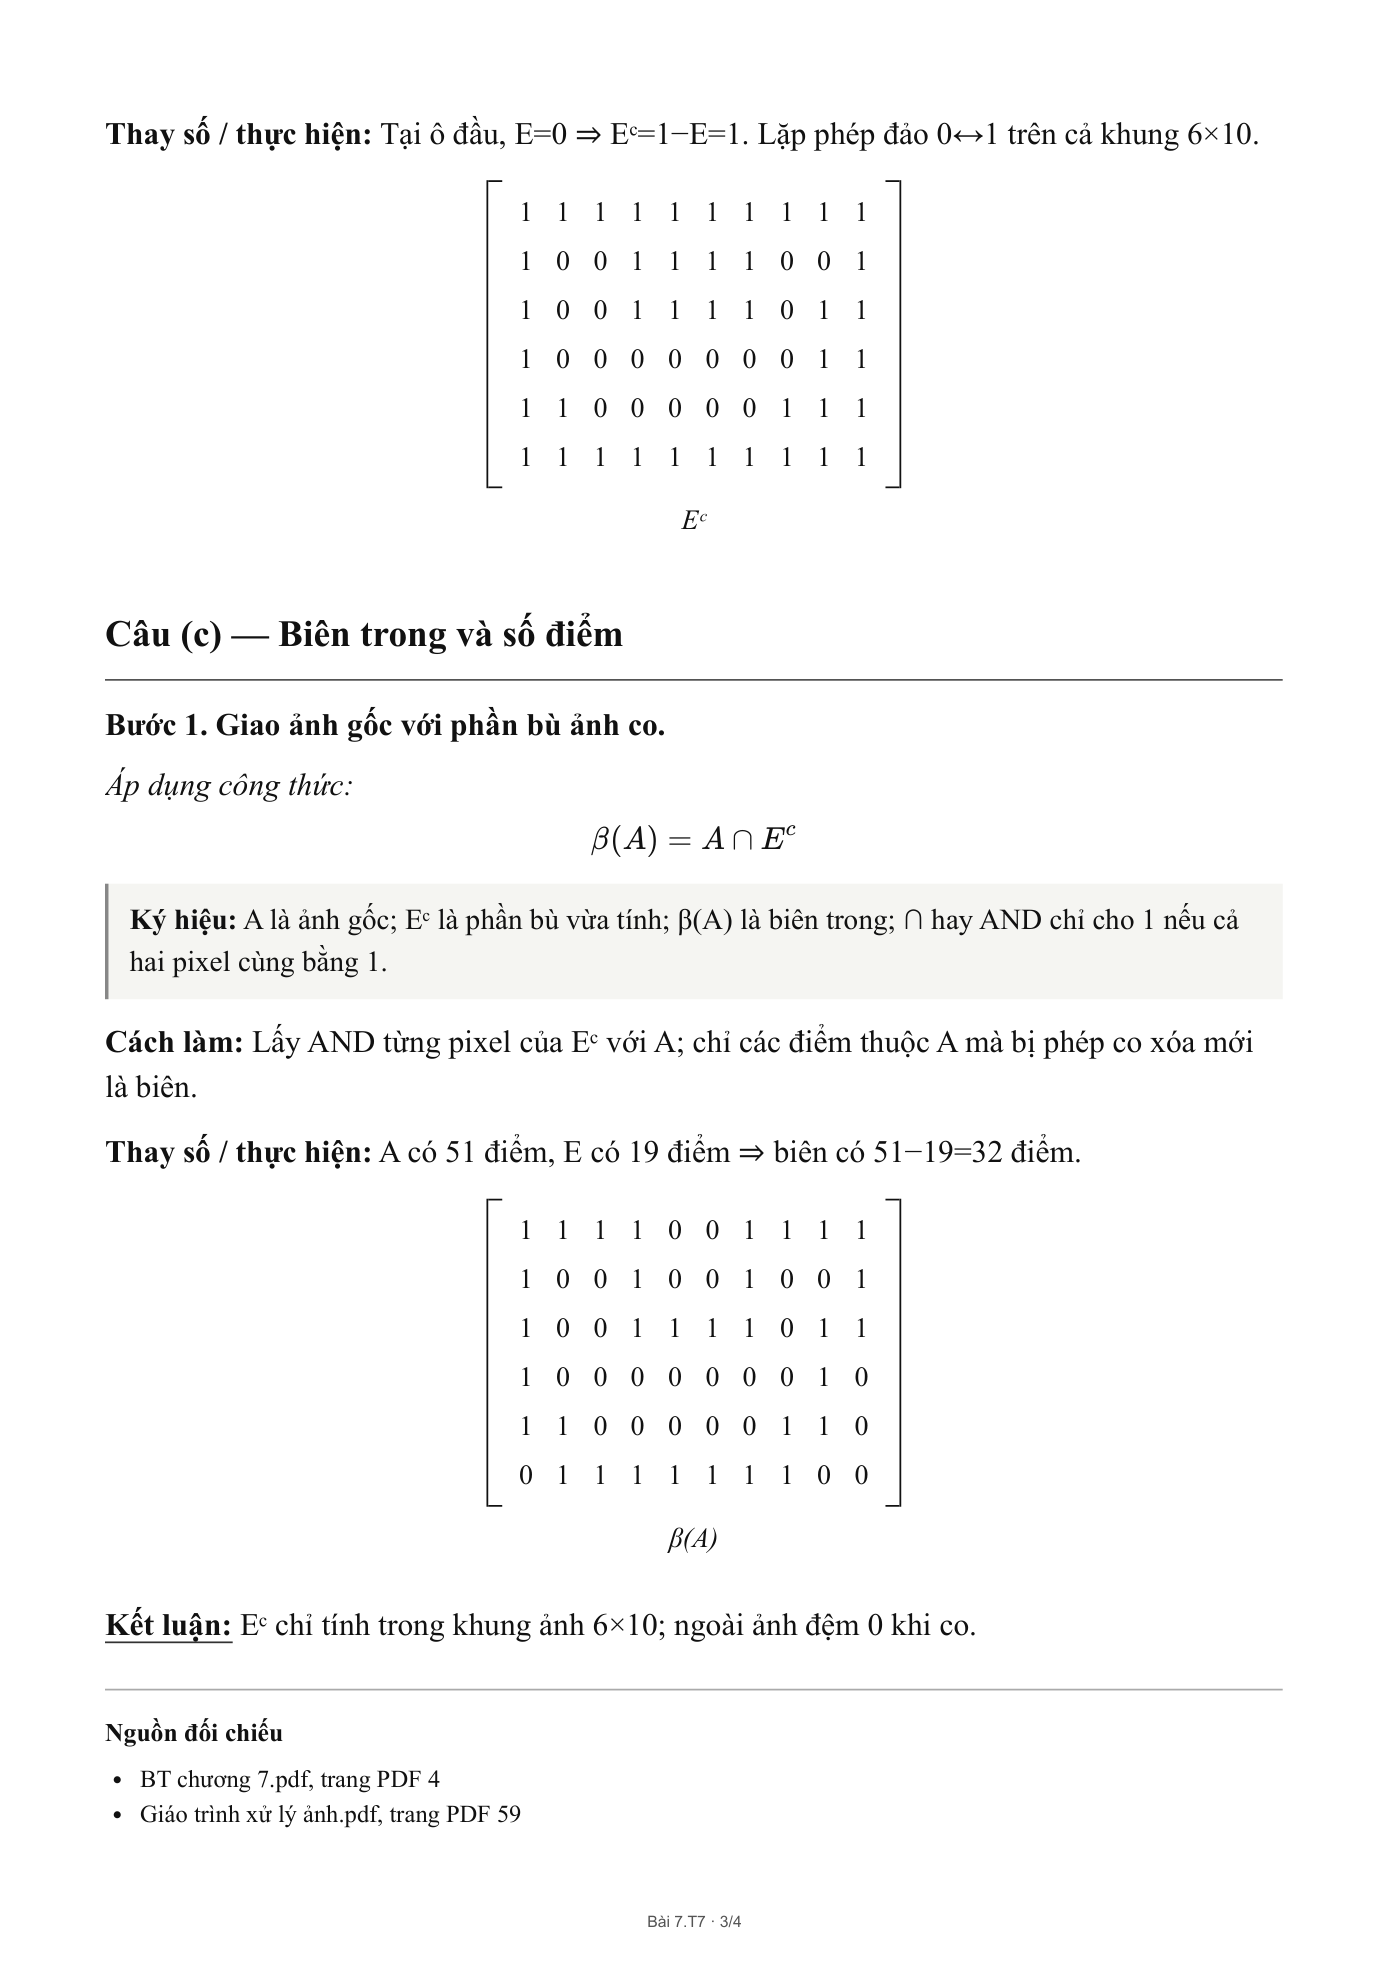 Thay số / thực hiện: Tại ô đầu, E=0 ⇒ Eᶜ=1−E=1. Lặp phép đảo 0↔1 trên cả khung 6×10.
1 1 1 1 1 1 1 1 1 1
1 0 0 1 1 1 1 0 0 1
1 0 0 1 1 1 1 0 1 1
1 0 0 0 0 0 0 0 1 1
1 1 0 0 0 0 0 1 1 1
1 1 1 1 1 1 1 1 1 1
Eᶜ
Câu (c) — Biên trong và số điểm
Bước 1. Giao ảnh gốc với phần bù ảnh co.
Áp dụng công thức:
β(A) = A ∩ Eᶜ
Ký hiệu: A là ảnh gốc; Eᶜ là phần bù vừa tính; β(A) là biên trong; ∩ hay AND chỉ cho 1 nếu cả
hai pixel cùng bằng 1.
Cách làm: Lấy AND từng pixel của Eᶜ với A; chỉ các điểm thuộc A mà bị phép co xóa mới
là biên.
Thay số / thực hiện: A có 51 điểm, E có 19 điểm ⇒ biên có 51−19=32 điểm.
1 1 1 1 0 0 1 1 1 1
1 0 0 1 0 0 1 0 0 1
1 0 0 1 1 1 1 0 1 1
1 0 0 0 0 0 0 0 1 0
1 1 0 0 0 0 0 1 1 0
0 1 1 1 1 1 1 1 0 0
β(A)
Kết luận: Eᶜ chỉ tính trong khung ảnh 6×10; ngoài ảnh đệm 0 khi co.
Nguồn đối chiếu
• BT chương 7.pdf, trang PDF 4
• Giáo trình xử lý ảnh.pdf, trang PDF 59
Bài 7.T7 · 3/4